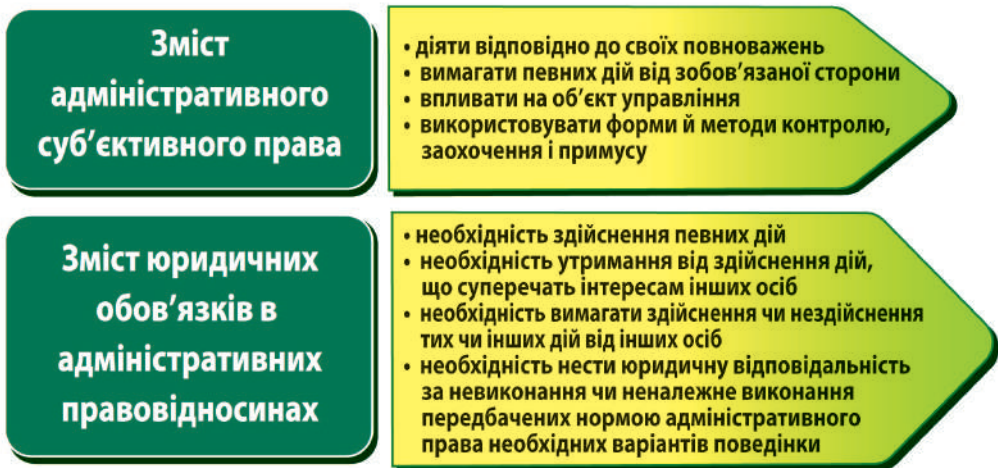 Зміст
адміністративного
суб’єктивного права
• діяти відповідно до своїх повноважень
• вимагати певних дій від зобов’язаної сторони
• впливати на об’єкт управління
• використовувати форми й методи контролю,
заохочення і примусу
Зміст юридичних
обов’язків в
адміністративних
правовідносинах
• необхідність здійснення певних дій
• необхідність утримання від здійснення дій,
що суперечать інтересам інших осіб
• необхідність вимагати здійснення чи нездійснення
тих чи інших дій від інших осіб
• необхідність нести юридичну відповідальність
за невиконання чи неналежне виконання
передбачених нормою адміністративного
права необхідних варіантів поведінки